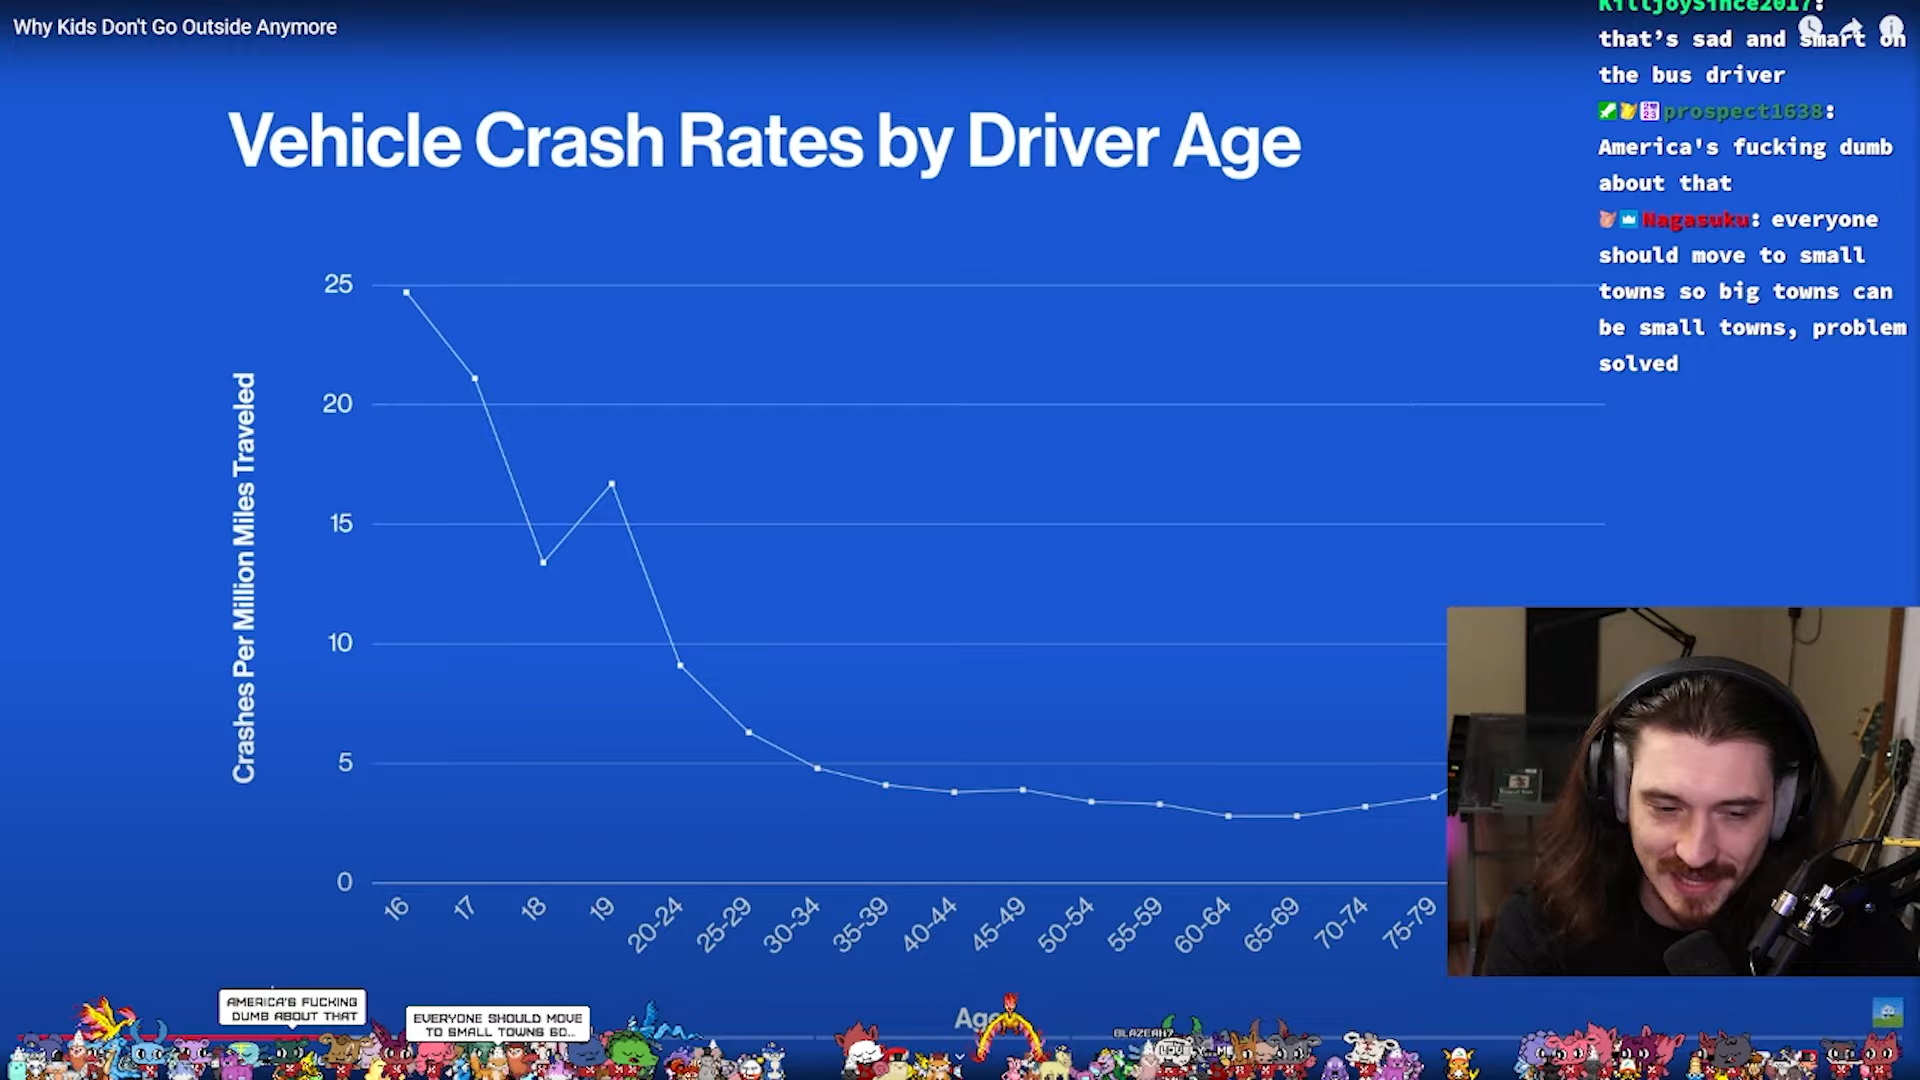 Why Kids Don't Go Outside Anymore
Vehicle Crash Rates by Driver Age
Crashes Per Million Miles Traveled
25
20
15
10
5
0
16
17
18
19
20-24
25-29
30-34
35-39
40-44
45-49
50-54
55-59
60-64
65-69
70-74
75-79
Age
KilljoySince2017:
that's sad and smart on
the bus driver
prospect1638:
America's fucking dumb
about that
Nagasuku: everyone
should move to small
towns so big towns can
be small towns, problem
solved
AMERICA'S FUCKING
DUMB ABOUT THAT
EVERYONE SHOULD MOVE
TO SMALL TOWNS SO..